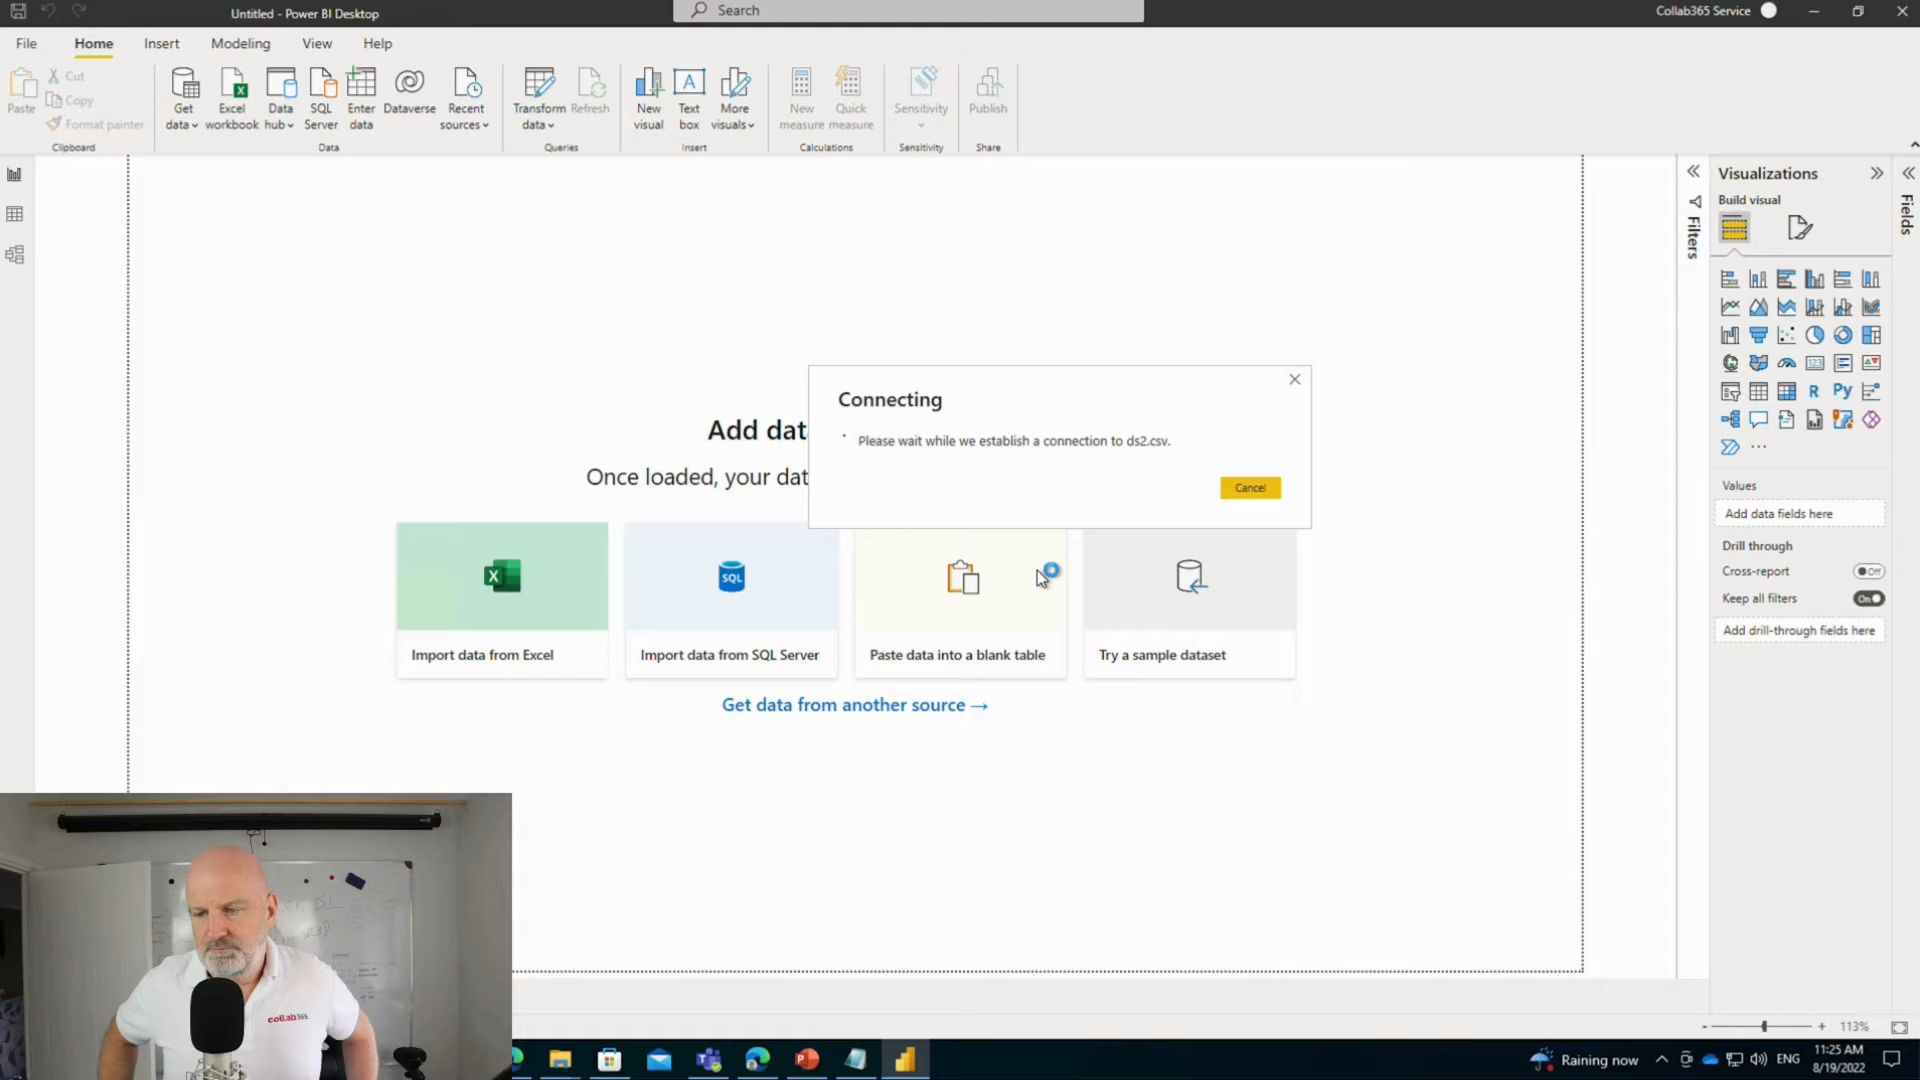 Untitled - Power BI Desktop
Search
Collab365 Service
File
Home
Insert
Modeling
View
Help
Paste
Cut
Copy
Format painter
Clipboard
Get data
Excel workbook
Data hub
SQL Server
Enter data
Dataverse
Recent sources
Data
Transform data
Refresh
Queries
New visual
Text box
More visuals
Insert
New measure
Quick measure
Calculations
Sensitivity
Sensitivity
Publish
Share
Filters
Visualizations
Build visual
Fields
Connecting
Please wait while we establish a connection to ds2.csv.
Cancel
Add dat
Once loaded, your dat
Import data from Excel
SQL
Import data from SQL Server
Paste data into a blank table
Try a sample dataset
Get data from another source →
123
R
Py
Values
Add data fields here
Drill through
Cross-report
Off
Keep all filters
On
Add drill-through fields here
113%
collab365
Raining now
ENG
11:25 AM
8/19/2022